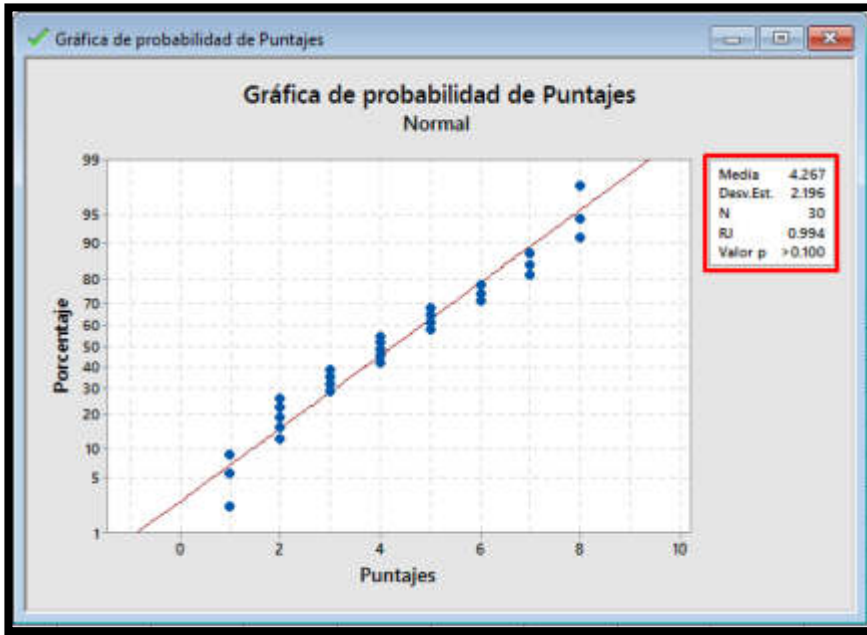 Gráfica de probabilidad de Puntajes
Gráfica de probabilidad de Puntajes
Normal
99
95
90
80
70
60
50
40
30
20
10
5
1
Porcentaje
0 2 4 6 8 10
Puntajes
Media 4.267
Desv.Est. 2.196
N 30
RJ 0.994
Valor p >0.100